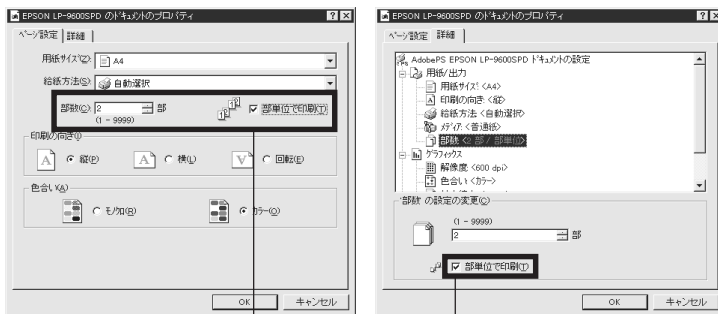 EPSON LP-9600SPD のﾄﾞｷｭﾒﾝﾄのプロパティ
ﾍﾟｰｼﾞ設定 詳細
用紙ｻｲｽﾞ(Z): A4
給紙方法(S): 自動選択
部数(C): 2 部 部単位で印刷(T)
(1 - 9999)
印刷の向き(I)
A 縦(P) A 横(L) V 回転(E)
色合い(A)
ﾓﾉｸﾛ(R) ｶﾗｰ(O)
OK キャンセル
EPSON LP-9600SPD のﾄﾞｷｭﾒﾝﾄのプロパティ
ﾍﾟｰｼﾞ設定 詳細
AdobePS EPSON LP-9600SPD ﾄﾞｷｭﾒﾝﾄの設定
用紙/出力
用紙ｻｲｽﾞ: <A4>
印刷の向き: <縦>
給紙方法: <自動選択>
ﾒﾃﾞｨｱ: <普通紙>
部数: <2 部 / 部単位>
ｸﾞﾗﾌｨｯｸｽ
解像度: <600 dpi>
色合い: <ｶﾗｰ>
'部数' の設定の変更(C)
(1 - 9999)
2 部
部単位で印刷(T)
OK キャンセル